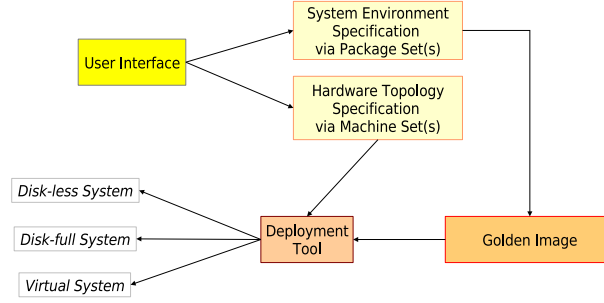 System Environment
Specification
via Package Set(s)
User Interface
Hardware Topology
Specification
via Machine Set(s)
Disk-less System
Disk-full System
Virtual System
Deployment
Tool
Golden Image